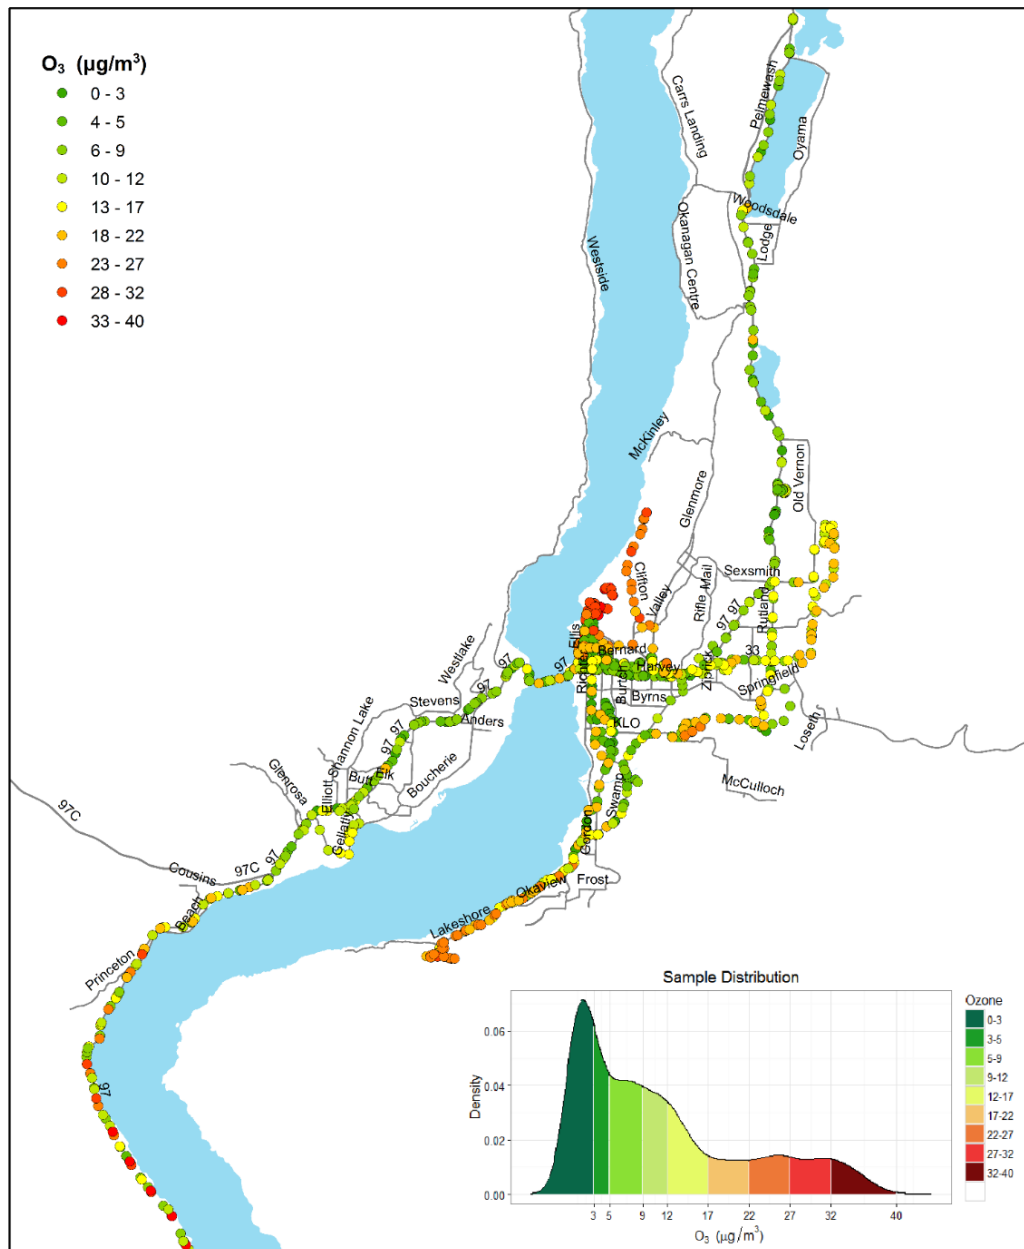 O₃ (µg/m³)
0 - 3
4 - 5
6 - 9
10 - 12
13 - 17
18 - 22
23 - 27
28 - 32
33 - 40
Pelmewash
Carrs Landing
Oyama
Woodsdale
Okanagan Centre
Lodge
Westside
McKinley
Old Vernon
Glenmore
Sexsmith
Clifton
Rifle Mail
Valley
97
97
Rutland
Ellis
Bernard
33
Westlake
97
97
Richter
Harvey
Ziprick
Springfield
97
Burtch
Byrns
Stevens
Anders
KLO
Loseth
Shannon Lake
97
97
Butt
Elk
Boucherie
McCulloch
Glenrosa
Elliott
Swamp
Gellatly
Gordon
97C
97
97C
Cousins
Frost
Okaview
Beach
Lakeshore
Princeton
97
Sample Distribution
Ozone
0-3
3-5
5-9
9-12
12-17
17-22
22-27
27-32
32-40
Density
0.06
0.04
0.02
0.00
3 5 9 12 17 22 27 32 40
O₃ (µg/m³)